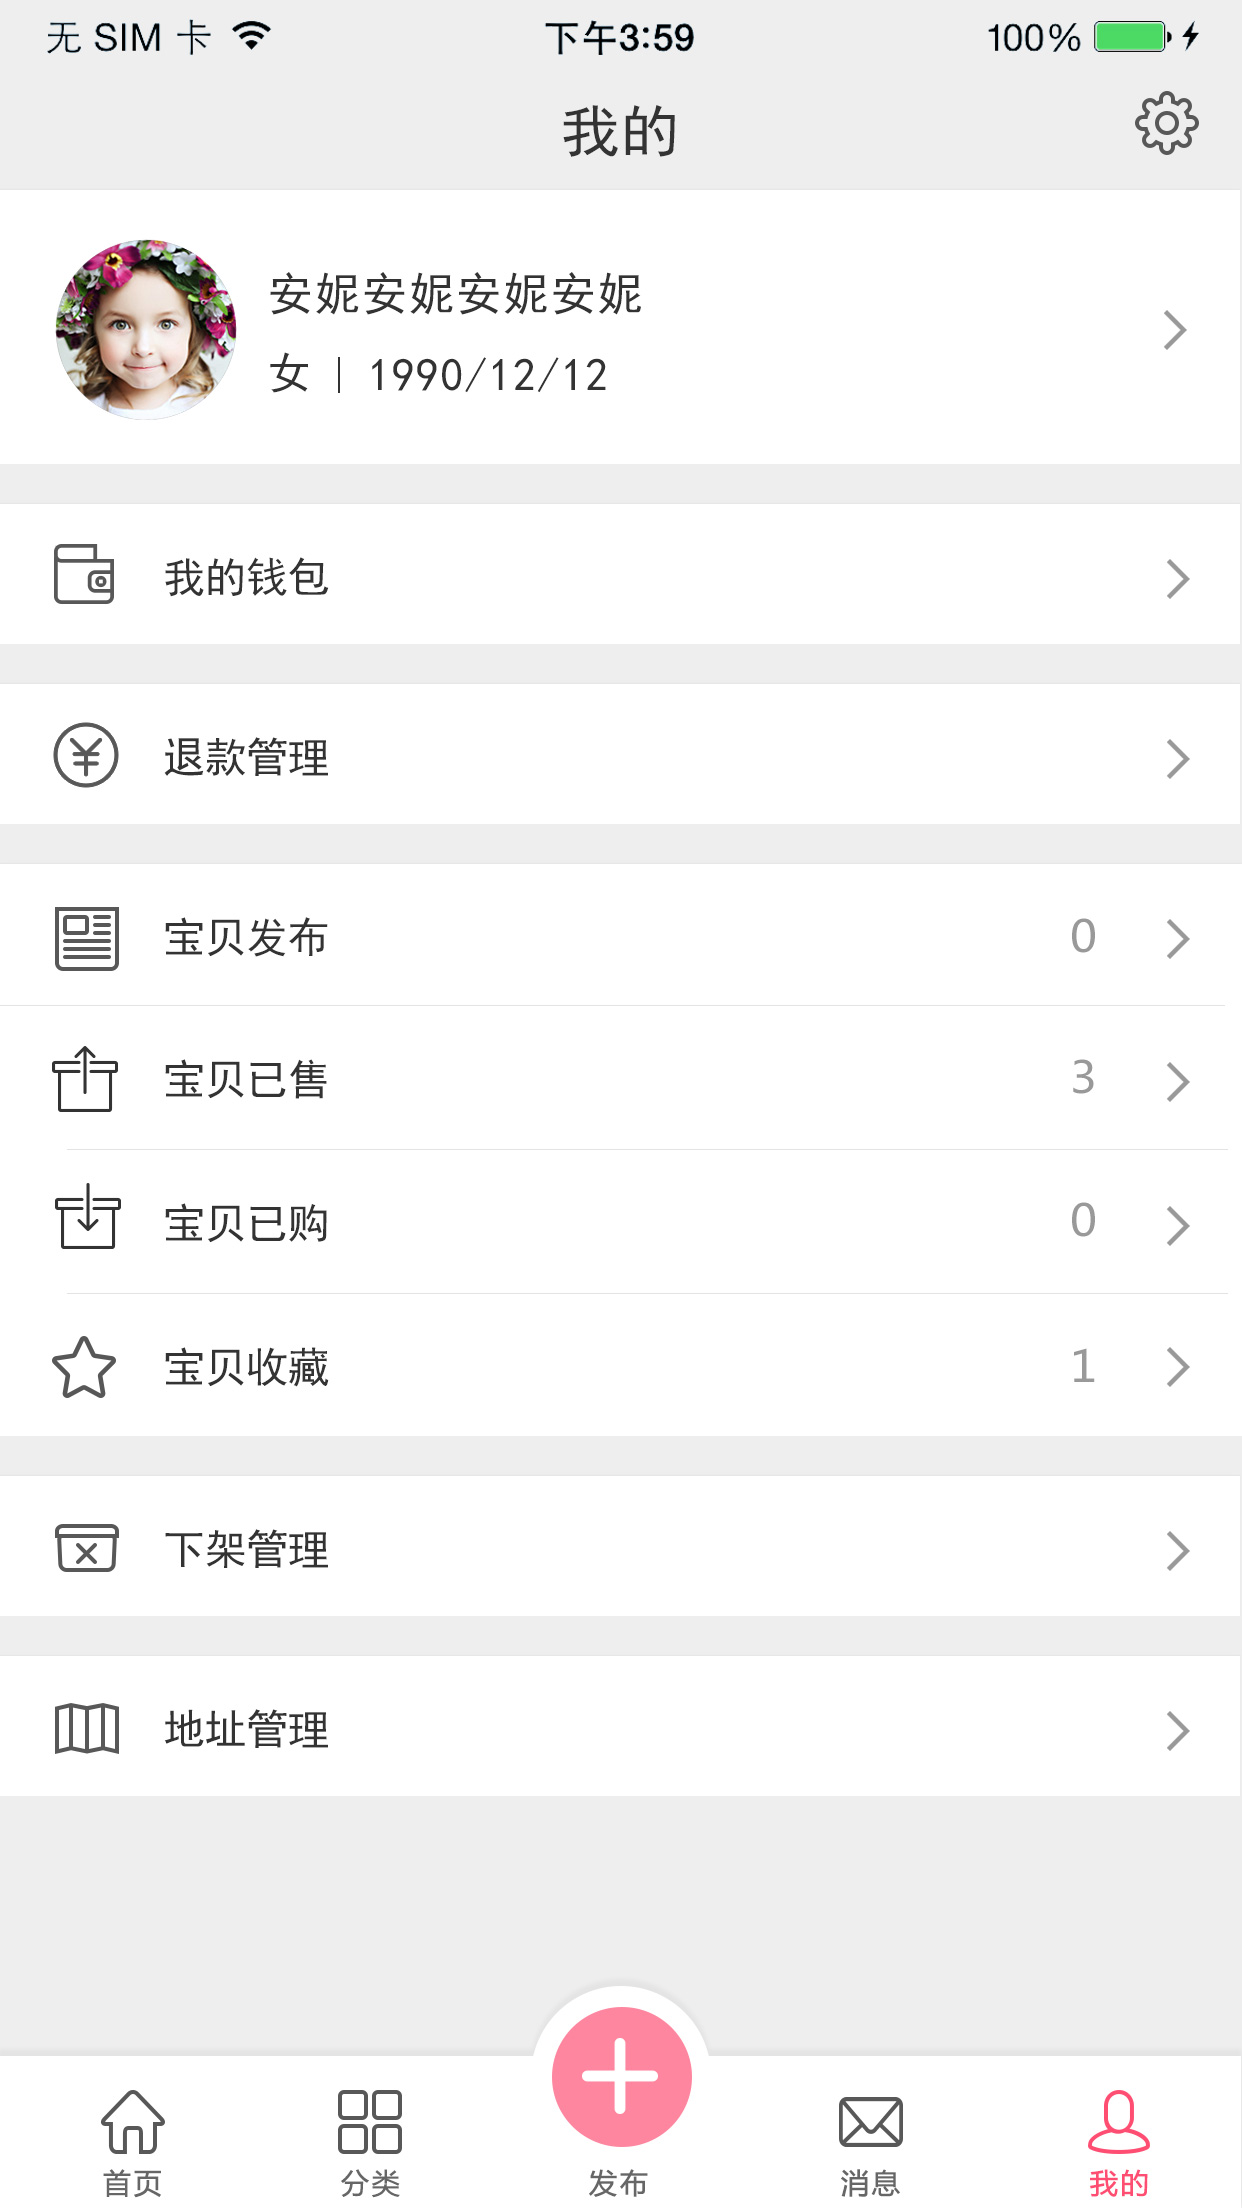 无 SIM 卡 下午3:59 100%
我的
安妮安妮安妮安妮
女 | 1990/12/12
我的钱包
退款管理
宝贝发布 0
宝贝已售 3
宝贝已购 0
宝贝收藏 1
下架管理
地址管理
首页 分类 发布 消息 我的